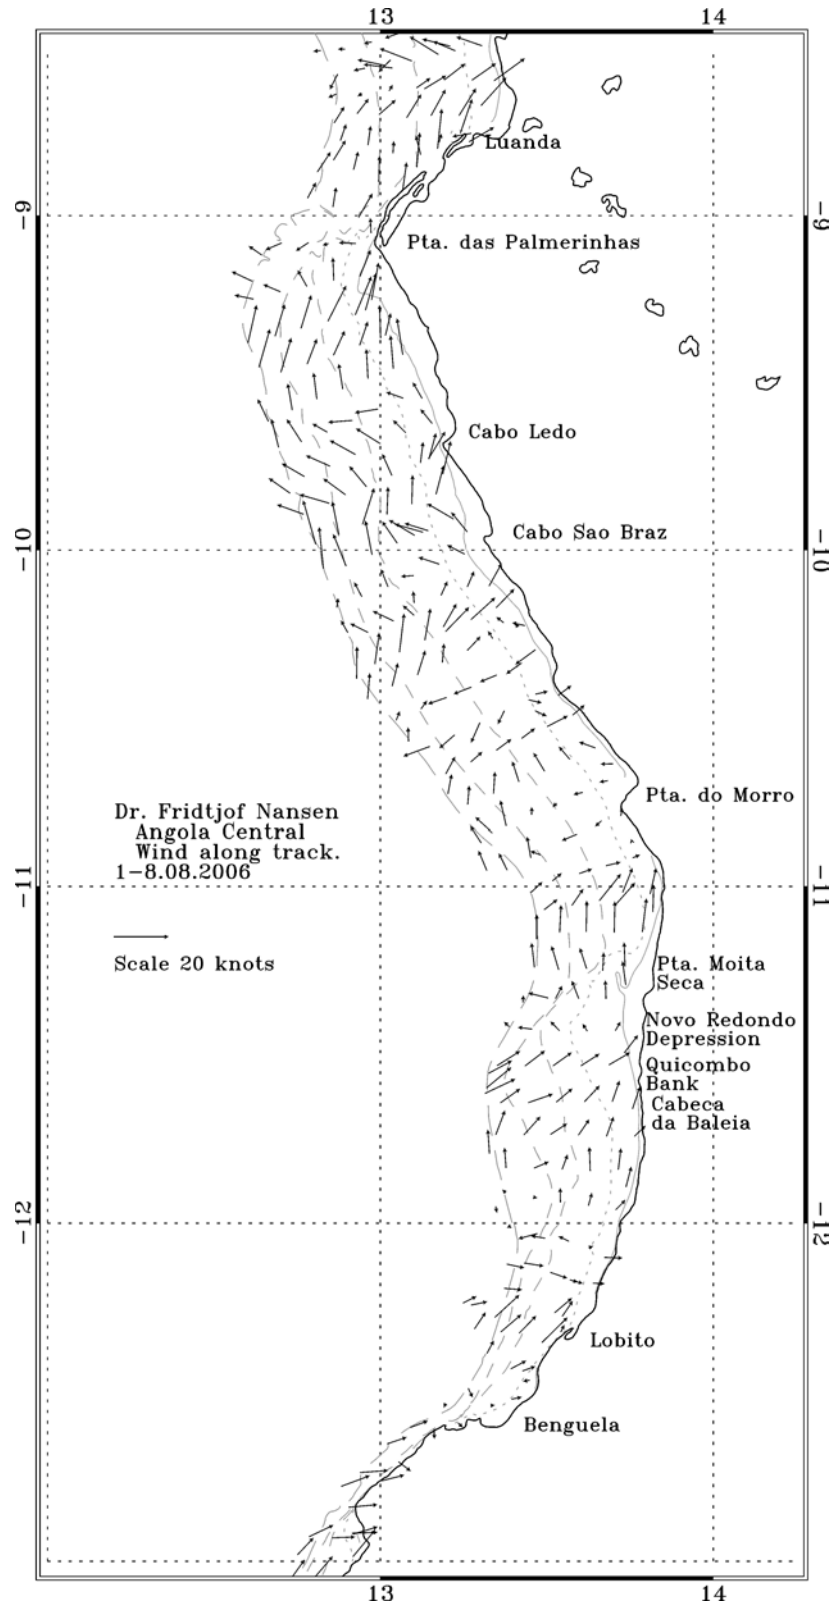 13 14
Luanda
-9 -9
Pta. das Palmerinhas
Cabo Ledo
Cabo Sao Braz
-10 -10
Pta. do Morro
Dr. Fridtjof Nansen
Angola Central
Wind along track.
1-8.08.2006
-11 -11
Scale 20 knots
Pta. Moita
Seca
Novo Redondo
Depression
Quicombo
Bank
Cabeca
da Baleia
-12 -12
Lobito
Benguela
13 14